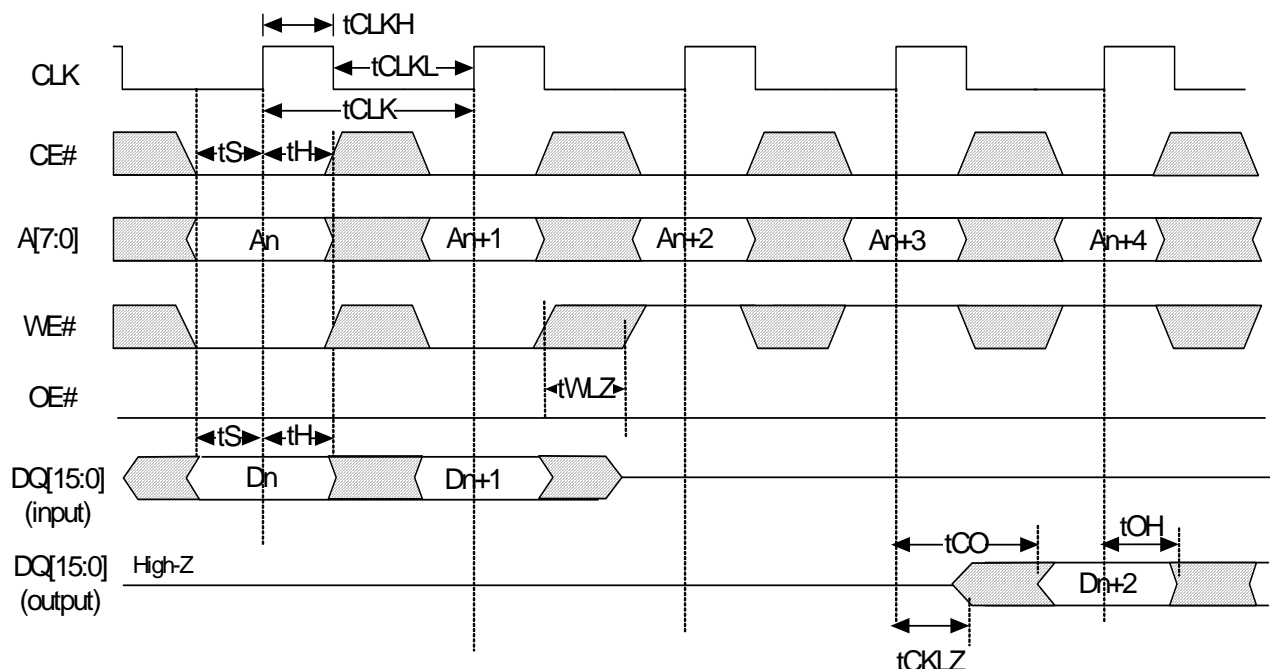 tCLKH
CLK
tCLKL
tCLK
CE#
tS
tH
A[7:0]
An
An+1
An+2
An+3
An+4
WE#
tWLZ
OE#
tS
tH
DQ[15:0]
(input)
Dn
Dn+1
tCO
tOH
DQ[15:0]
(output)
High-Z
Dn+2
tCKLZ